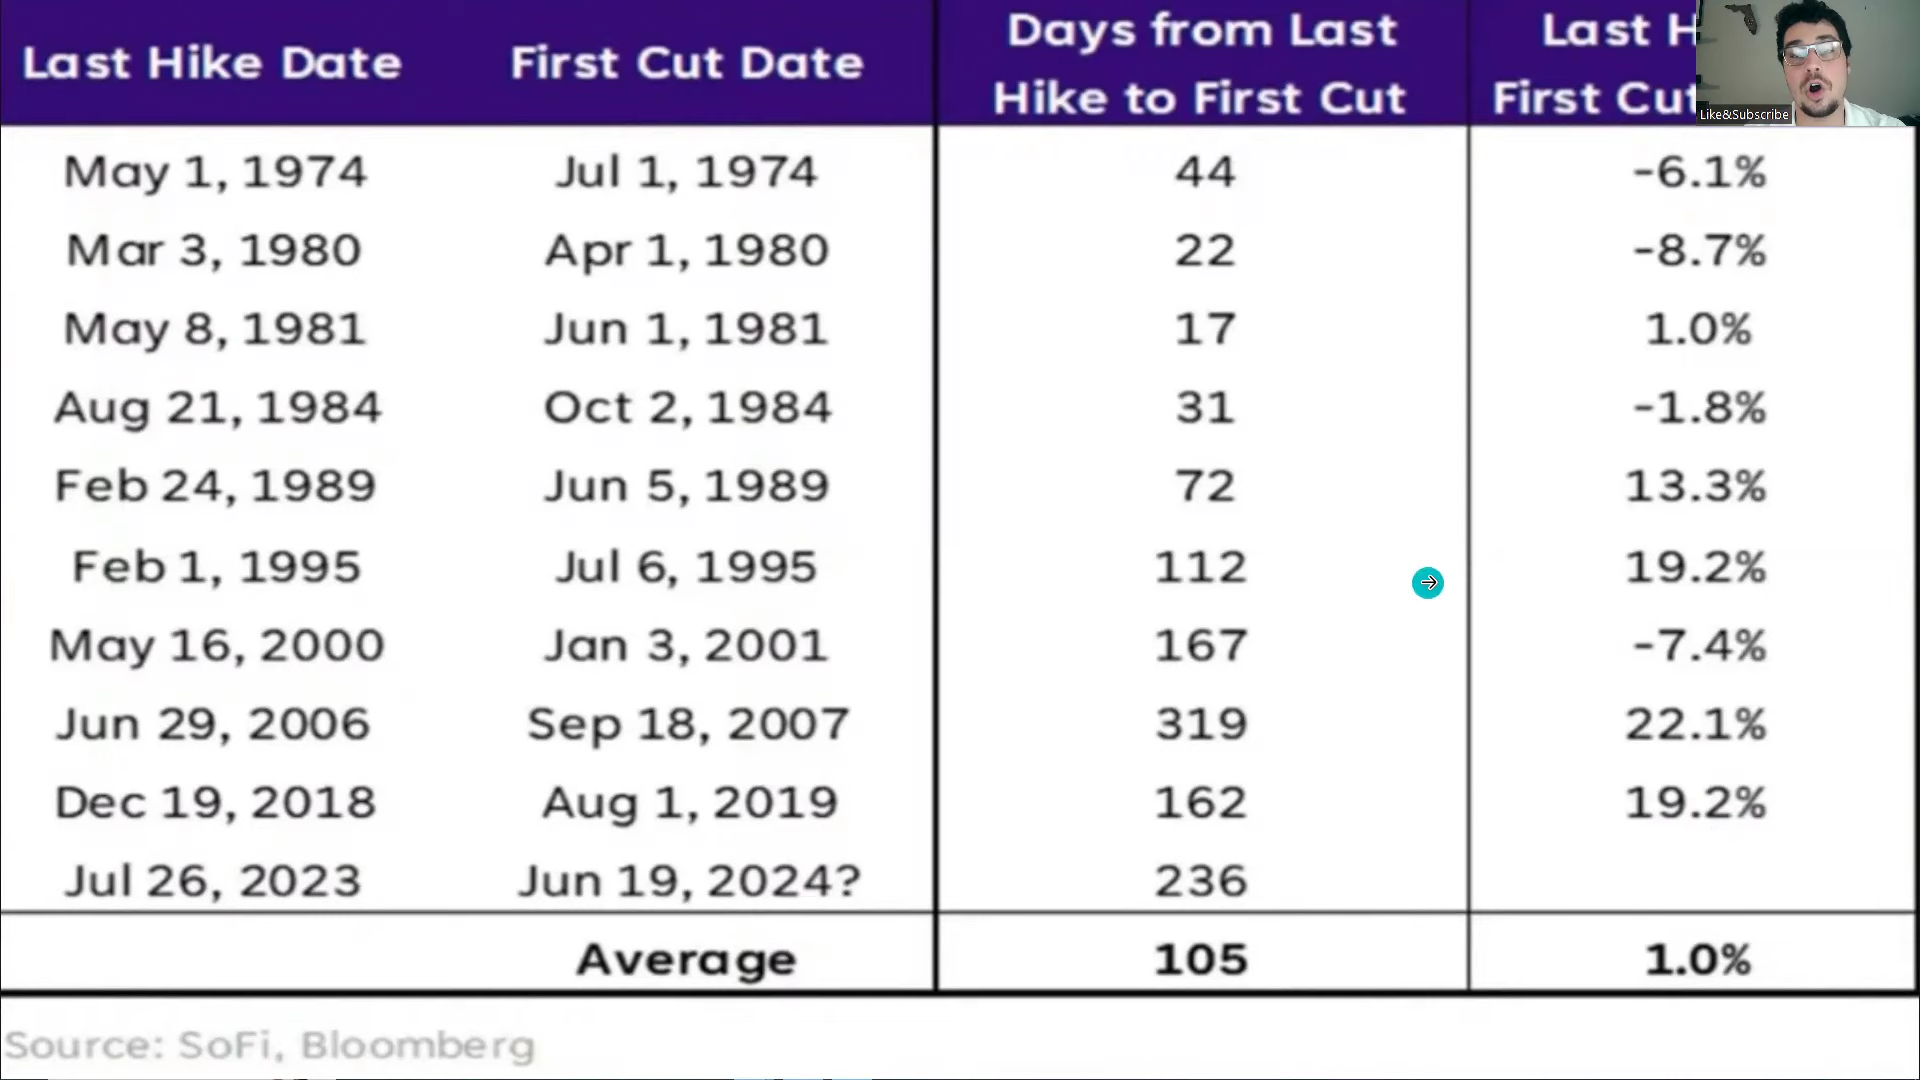 Last Hike Date First Cut Date Days from Last Hike to First Cut Last H
First Cut
Like&Subscribe
May 1, 1974 Jul 1, 1974 44 -6.1%
Mar 3, 1980 Apr 1, 1980 22 -8.7%
May 8, 1981 Jun 1, 1981 17 1.0%
Aug 21, 1984 Oct 2, 1984 31 -1.8%
Feb 24, 1989 Jun 5, 1989 72 13.3%
Feb 1, 1995 Jul 6, 1995 112 19.2%
May 16, 2000 Jan 3, 2001 167 -7.4%
Jun 29, 2006 Sep 18, 2007 319 22.1%
Dec 19, 2018 Aug 1, 2019 162 19.2%
Jul 26, 2023 Jun 19, 2024? 236
Average 105 1.0%
Source: SoFi, Bloomberg